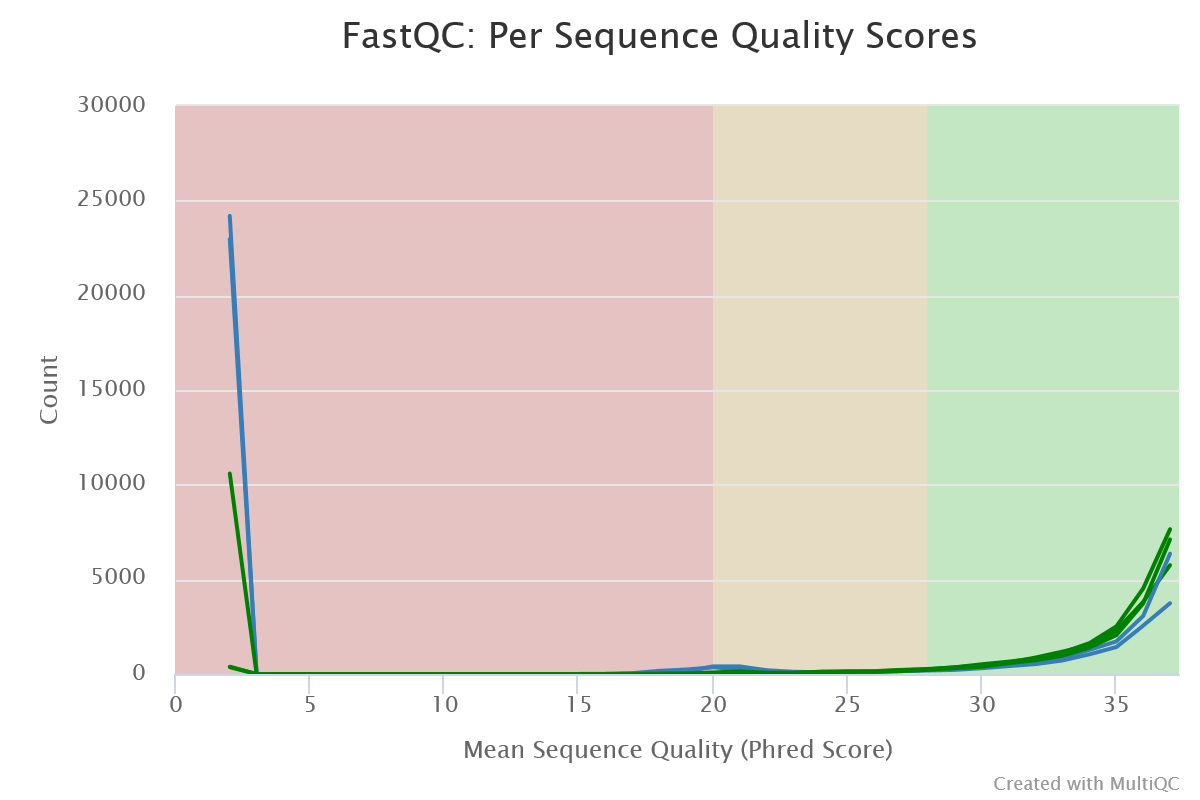 FastQC: Per Sequence Quality Scores
30000
25000
20000
15000
10000
5000
0
Count
0 5 10 15 20 25 30 35
Mean Sequence Quality (Phred Score)
Created with MultiQC